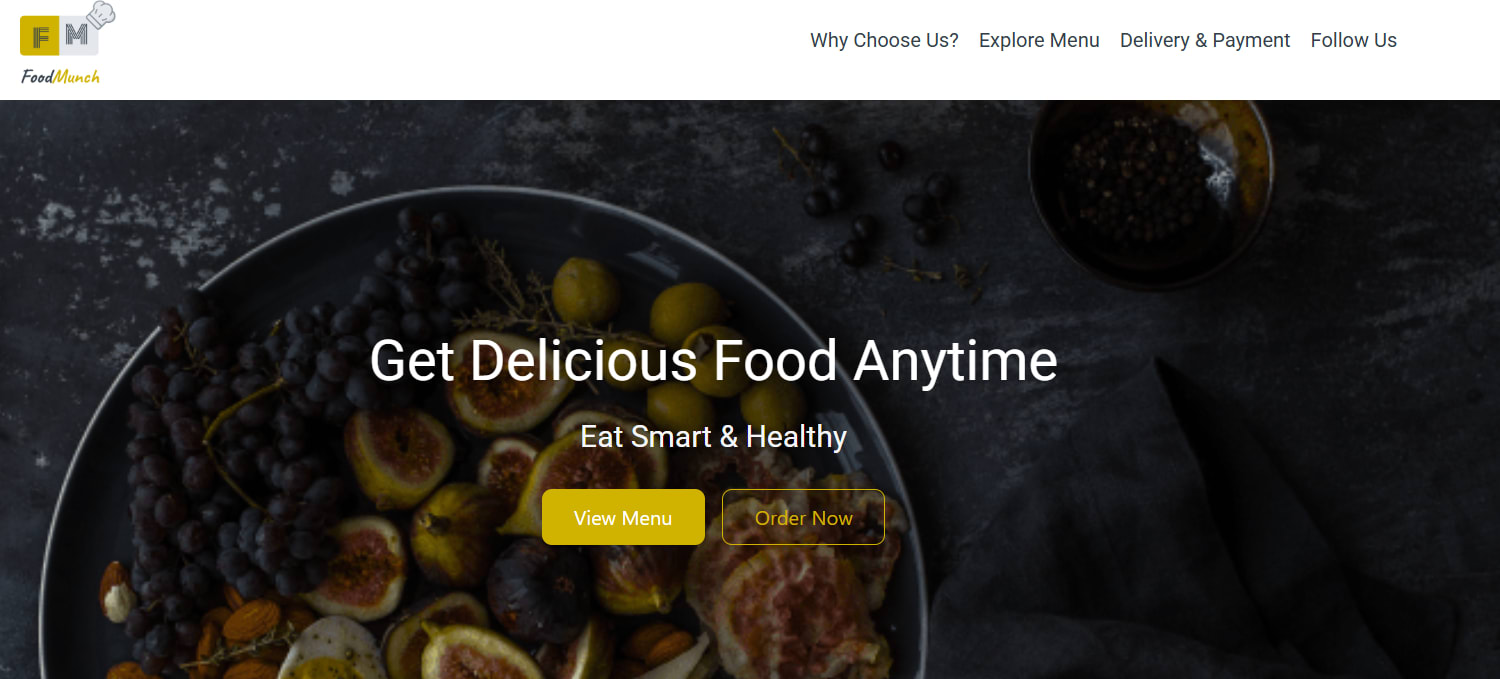 F M
FoodMunch
Why Choose Us? Explore Menu Delivery & Payment Follow Us
Get Delicious Food Anytime
Eat Smart & Healthy
View Menu Order Now